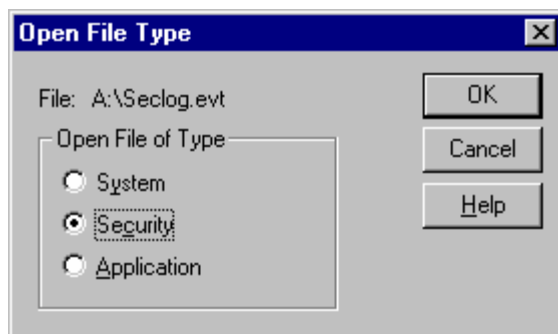 Open File Type
File: A:\Seclog.evt
OK
Open File of Type
Cancel
System
Security
Help
Application